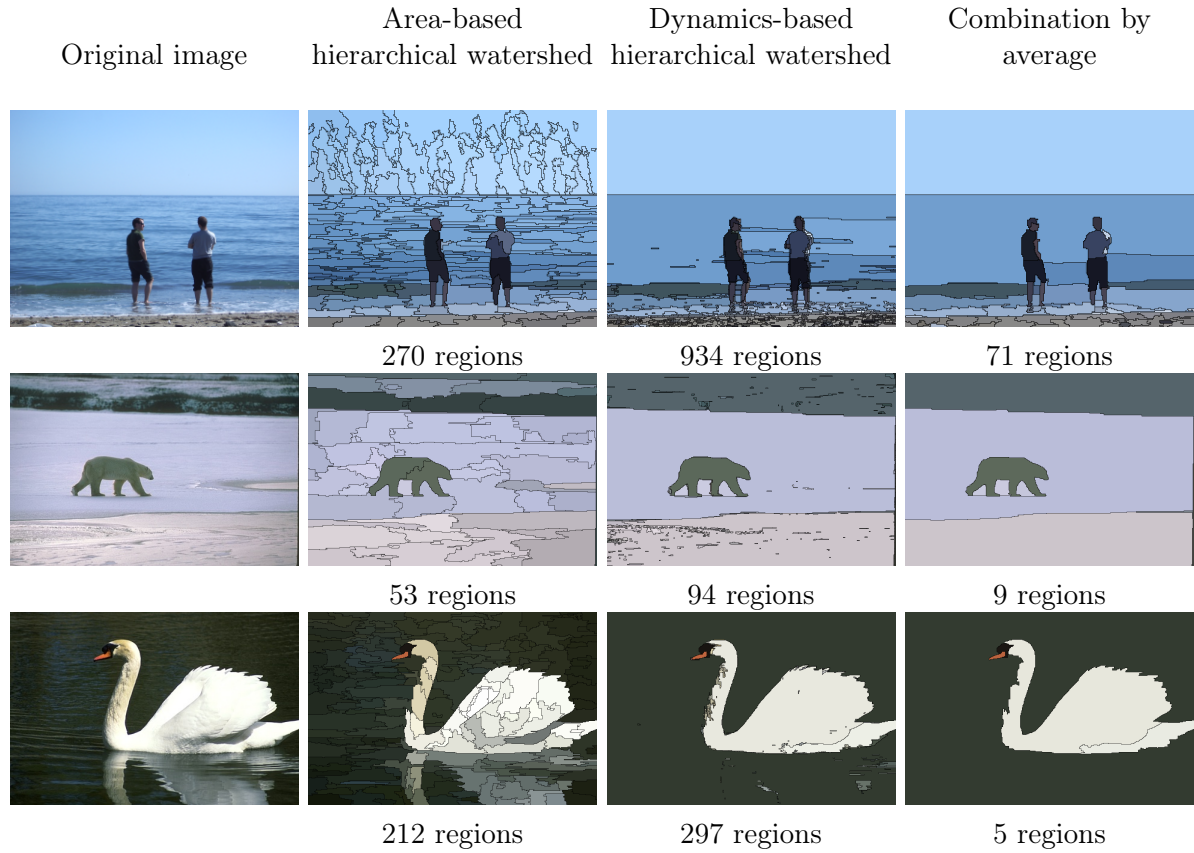 Original image
Area-based
hierarchical watershed
Dynamics-based
hierarchical watershed
Combination by
average
270 regions
934 regions
71 regions
53 regions
94 regions
9 regions
212 regions
297 regions
5 regions